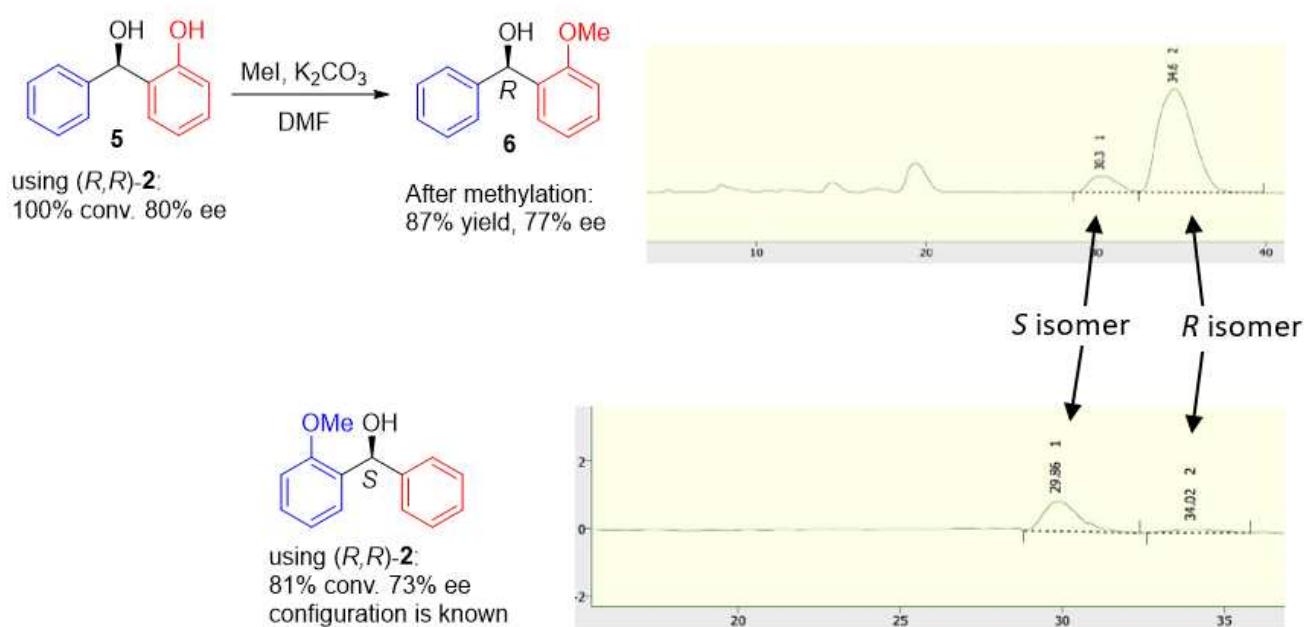 OH OH
5
using (R,R)-2:
100% conv. 80% ee
MeI, K₂CO₃
DMF
OH OMe
R
6
After methylation:
87% yield, 77% ee
30.3 1
34.6 2
10 20 30 40
S isomer R isomer
OMe OH
S
using (R,R)-2:
81% conv. 73% ee
configuration is known
29.86 1
34.02 2
2
0
-2
20 25 30 35